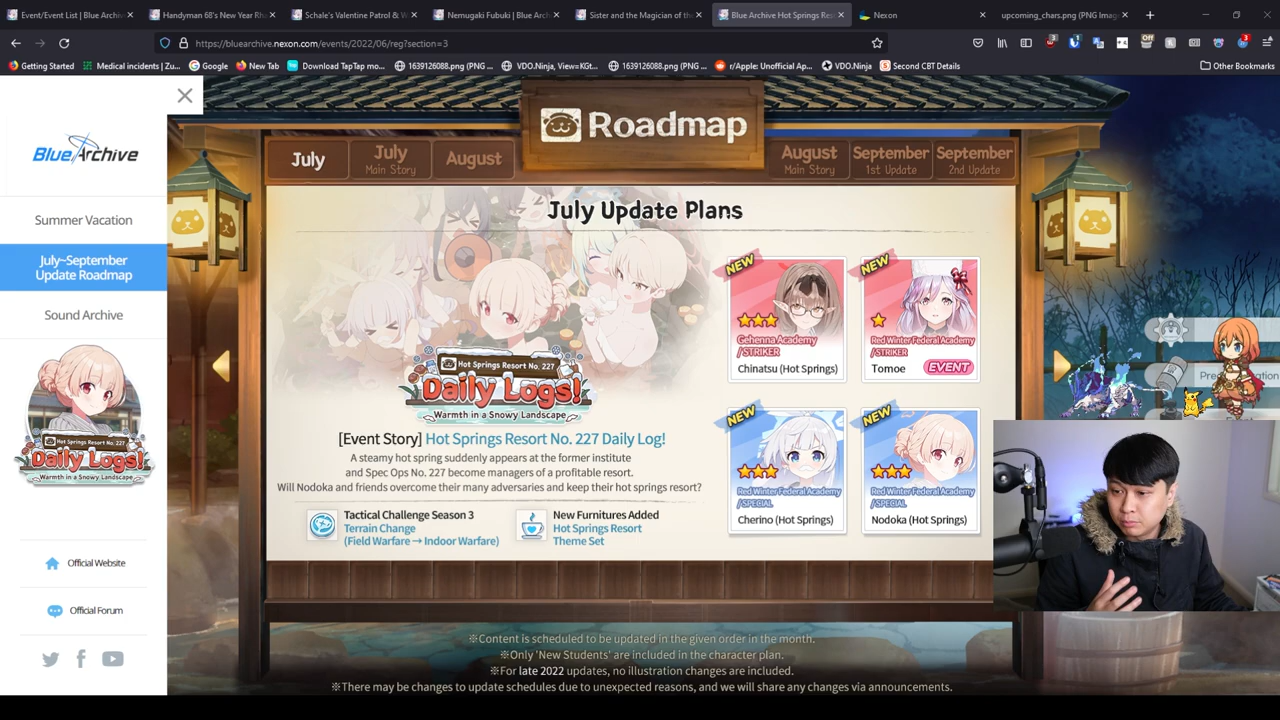 Event/Event List | Blue Archiv
Handyman 68's New Year Rha
Schale's Valentine Patrol & W
Nemugaki Fubuki | Blue Arch
Sister and the Magician of th
Blue Archive Hot Springs Res
Nexon
upcoming_chars.png (PNG Imag
https://bluearchive.nexon.com/events/2022/06/reg?section=3
Off
Getting Started
Medical incidents | Zu...
Google
New Tab
Download TapTap mo...
1639126088.png (PNG ...
VDO.Ninja, View=KGt...
1639126088.png (PNG ...
r/Apple: Unofficial Ap...
VDO.Ninja
Second CBT Details
Other Bookmarks
Blue Archive
Summer Vacation
July~September
Update Roadmap
Sound Archive
Hot Springs Resort No. 227
Daily Logs!
Warmth in a Snowy Landscape
Official Website
Official Forum
Roadmap
July
July
Main Story
August
August
Main Story
September
1st Update
September
2nd Update
July Update Plans
Hot Springs Resort No. 227
Daily Logs!
Warmth in a Snowy Landscape
[Event Story] Hot Springs Resort No. 227 Daily Log!
A steamy hot spring suddenly appears at the former institute
and Spec Ops No. 227 become managers of a profitable resort.
Will Nodoka and friends overcome their many adversaries and keep their hot springs resort?
Tactical Challenge Season 3
Terrain Change
(Field Warfare → Indoor Warfare)
New Furnitures Added
Hot Springs Resort
Theme Set
NEW
Gehenna Academy
/STRIKER
Chinatsu (Hot Springs)
NEW
Red Winter Federal Academy
/STRIKER
Tomoe
EVENT
NEW
Red Winter Federal Academy
/SPECIAL
Cherino (Hot Springs)
NEW
Red Winter Federal Academy
/SPECIAL
Nodoka (Hot Springs)
※Content is scheduled to be updated in the given order in the month.
※Only 'New Students' are included in the character plan.
※For late 2022 updates, no illustration changes are included.
※There may be changes to update schedules due to unexpected reasons, and we will share any changes via announcements.